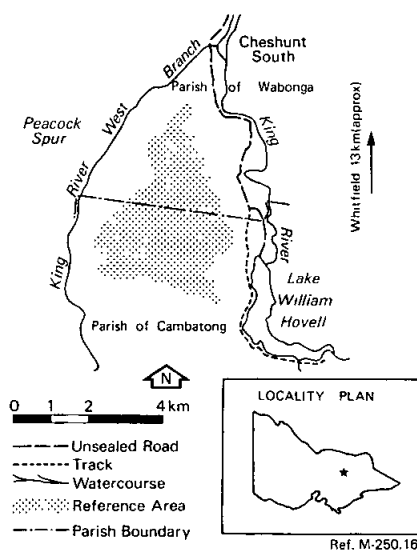 Cheshunt
South
Branch
Parish of Wabonga
King
West
Peacock
Spur
River
Whitfield 13km(approx)
River
Lake
William
Hovell
King
Parish of Cambatong
N
0 1 2 4 km
Unsealed Road
Track
Watercourse
Reference Area
Parish Boundary
LOCALITY PLAN
Ref. M-250.16